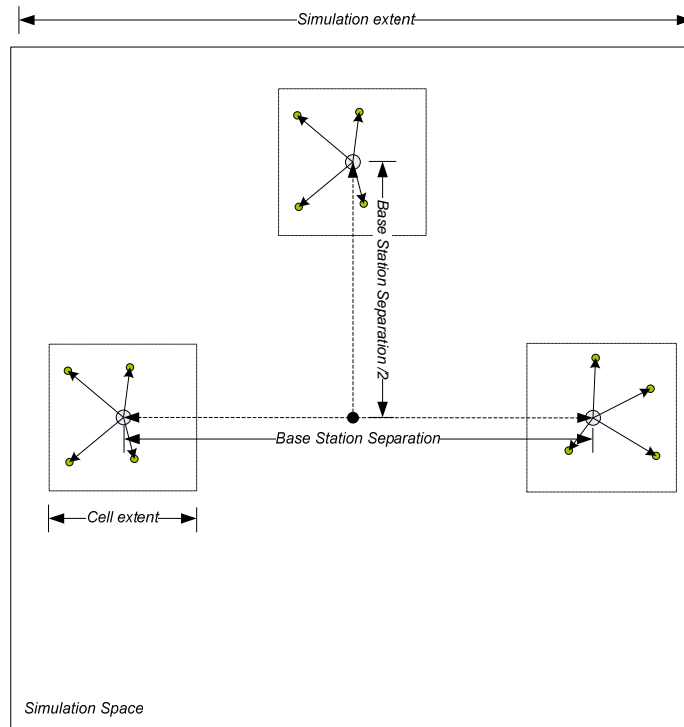 Simulation extent
Base Station Separation /2
Base Station Separation
Cell extent
Simulation Space